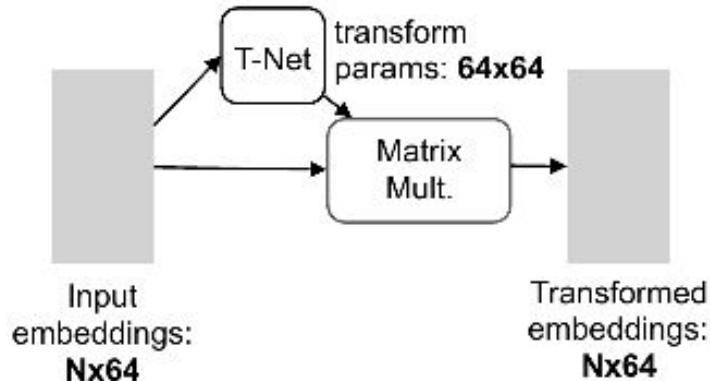 T-Net
transform
params: 64x64
Matrix
Mult.
Input
embeddings:
Nx64
Transformed
embeddings:
Nx64